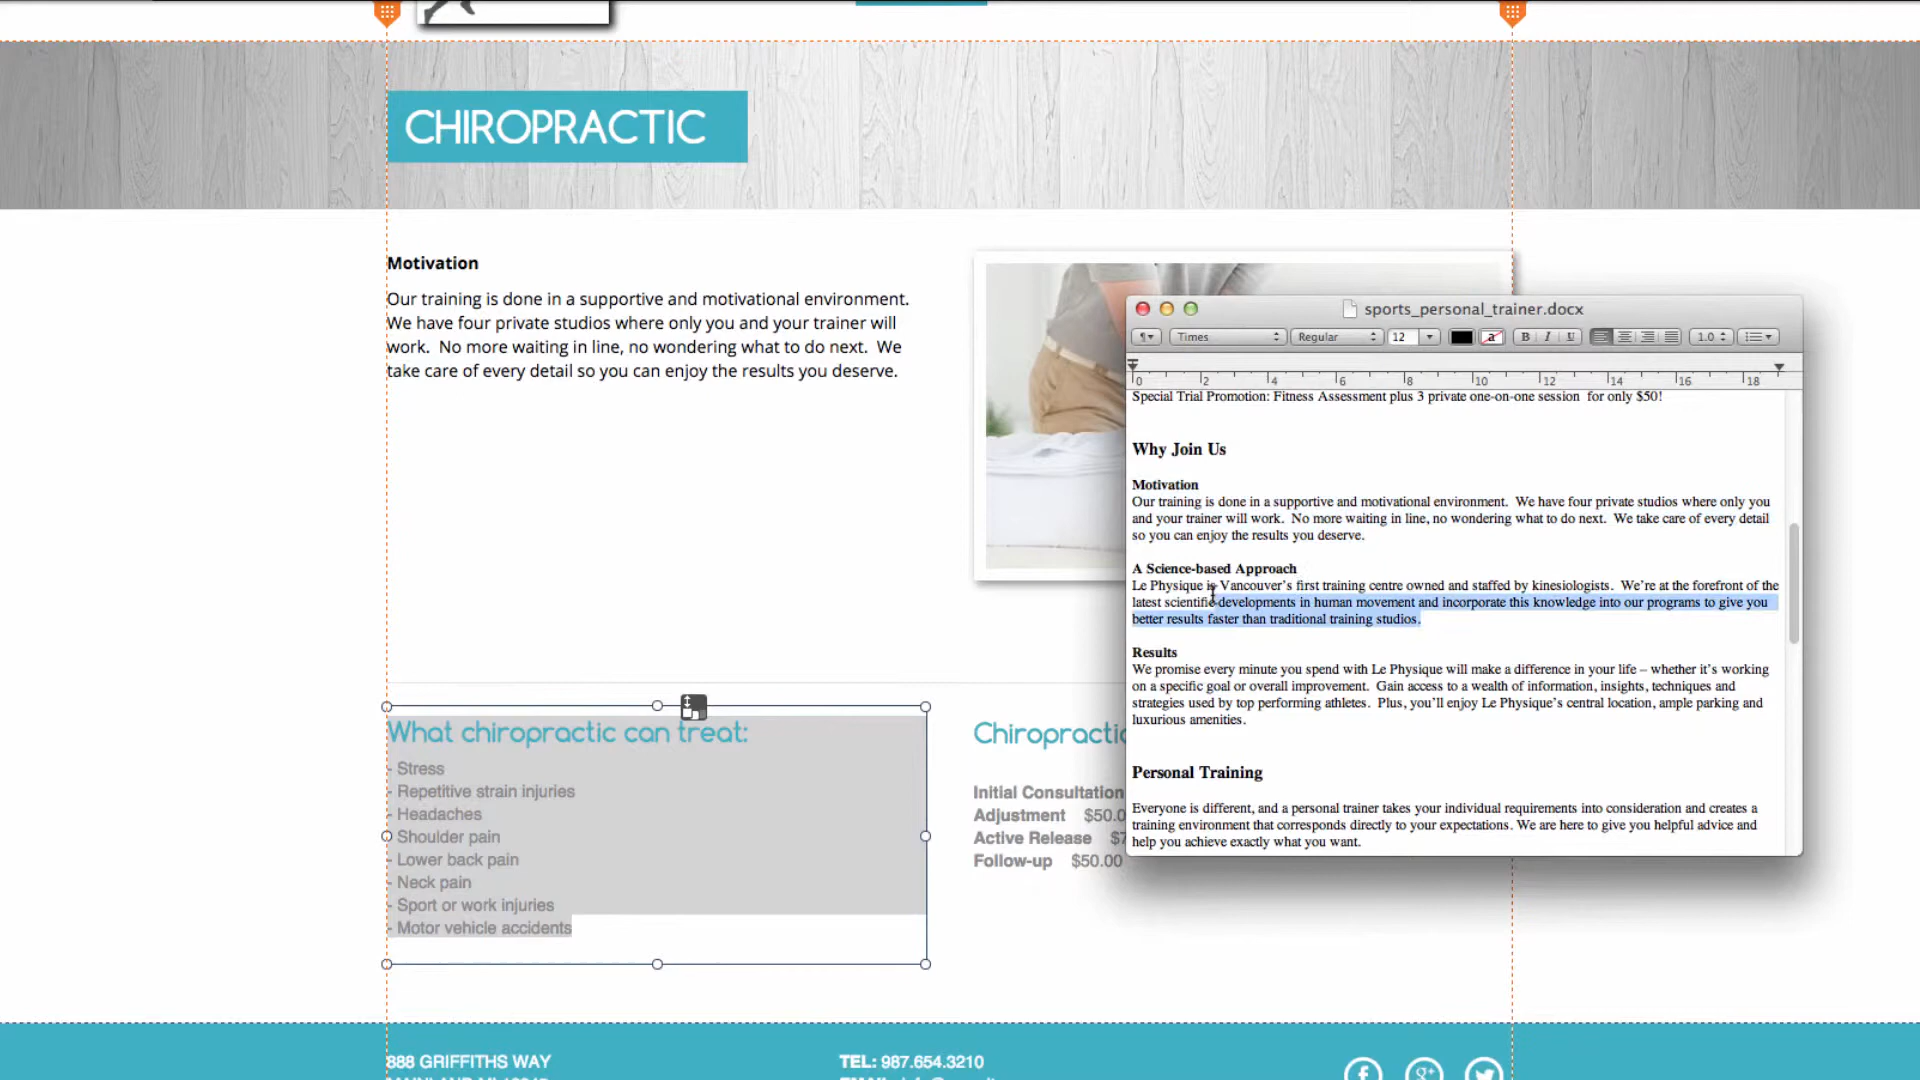 CHIROPRACTIC
Motivation
Our training is done in a supportive and motivational environment.
We have four private studios where only you and your trainer will
work.  No more waiting in line, no wondering what to do next.  We
take care of every detail so you can enjoy the results you deserve.
What chiropractic can treat:
- Stress
- Repetitive strain injuries
- Headaches
- Shoulder pain
- Lower back pain
- Neck pain
- Sport or work injuries
- Motor vehicle accidents
Chiropractic
Initial Consultation
Adjustment $50.0
Active Release $7
Follow-up $50.00
sports_personal_trainer.docx
Times Regular 12 a B I U 1.0
0 2 4 6 8 10 12 14 16 18
Special Trial Promotion: Fitness Assessment plus 3 private one-on-one session  for only $50!
Why Join Us
Motivation
Our training is done in a supportive and motivational environment.  We have four private studios where only you
and your trainer will work.  No more waiting in line, no wondering what to do next.  We take care of every detail
so you can enjoy the results you deserve.
A Science-based Approach
Le Physique is Vancouver's first training centre owned and staffed by kinesiologists.  We're at the forefront of the
latest scientific developments in human movement and incorporate this knowledge into our programs to give you
better results faster than traditional training studios.
Results
We promise every minute you spend with Le Physique will make a difference in your life – whether it's working
on a specific goal or overall improvement.  Gain access to a wealth of information, insights, techniques and
strategies used by top performing athletes.  Plus, you'll enjoy Le Physique's central location, ample parking and
luxurious amenities.
Personal Training
Everyone is different, and a personal trainer takes your individual requirements into consideration and creates a
training environment that corresponds directly to your expectations. We are here to give you helpful advice and
help you achieve exactly what you want.
888 GRIFFITHS WAY
TEL: 987.654.3210